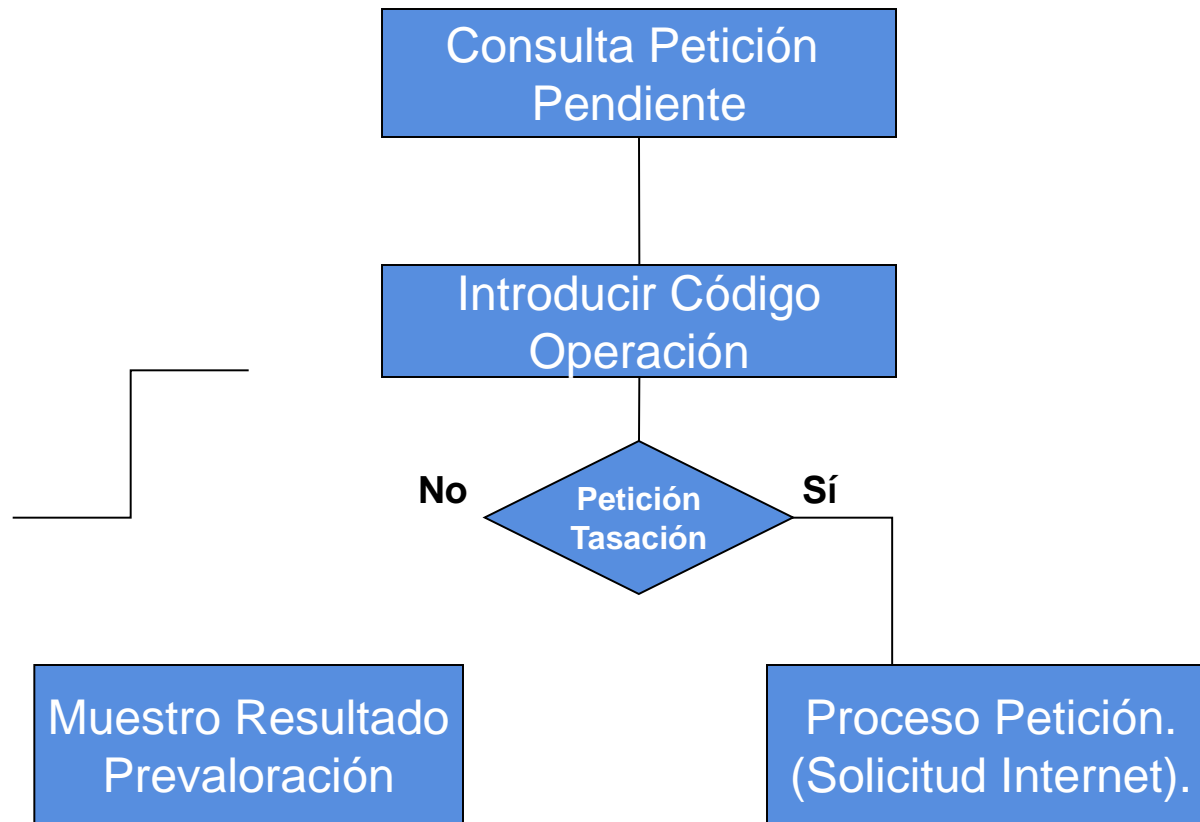 Consulta Petición
Pendiente
Introducir Código
Operación
No
Petición
Tasación
Sí
Muestro Resultado
Prevaloración
Proceso Petición.
(Solicitud Internet).